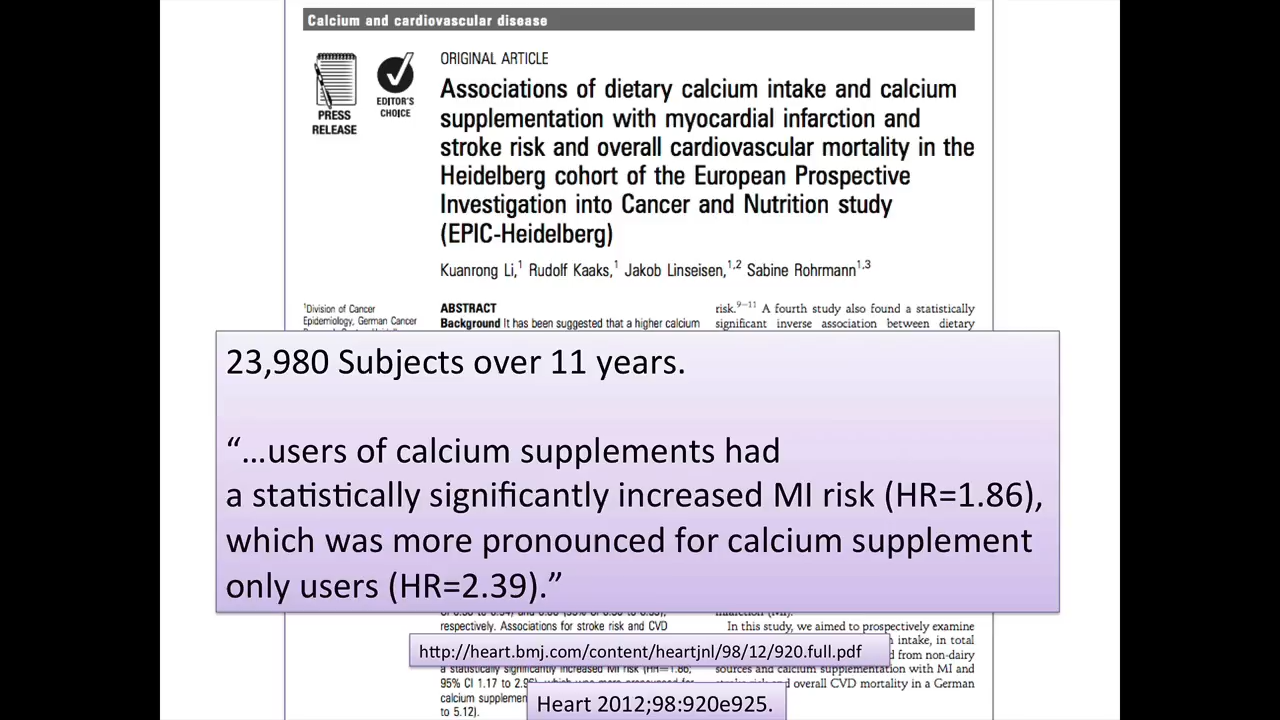 Calcium and cardiovascular disease
PRESS
RELEASE
EDITOR'S
CHOICE
ORIGINAL ARTICLE
Associations of dietary calcium intake and calcium
supplementation with myocardial infarction and
stroke risk and overall cardiovascular mortality in the
Heidelberg cohort of the European Prospective
Investigation into Cancer and Nutrition study
(EPIC-Heidelberg)
Kuanrong Li,1 Rudolf Kaaks,1 Jakob Linseisen,1,2 Sabine Rohrmann1,3
1Division of Cancer
Epidemiology, German Cancer
ABSTRACT
Background It has been suggested that a higher calcium
risk.9–11 A fourth study also found a statistically
significant inverse association between dietary
23,980 Subjects over 11 years.
“…users of calcium supplements had
a statistically significantly increased MI risk (HR=1.86),
which was more pronounced for calcium supplement
only users (HR=2.39).”
respectively. Associations for stroke risk and CVD
a statistically significantly increased MI risk (HR=1.86;
95% CI 1.17 to 2.96),
calcium supplemen
to 5.12).
In this study, we aimed to prospectively examine
intake, in total
d from non-dairy
sources and calcium supplementation with MI and
overall CVD mortality in a German
http://heart.bmj.com/content/heartjnl/98/12/920.full.pdf
Heart 2012;98:920e925.